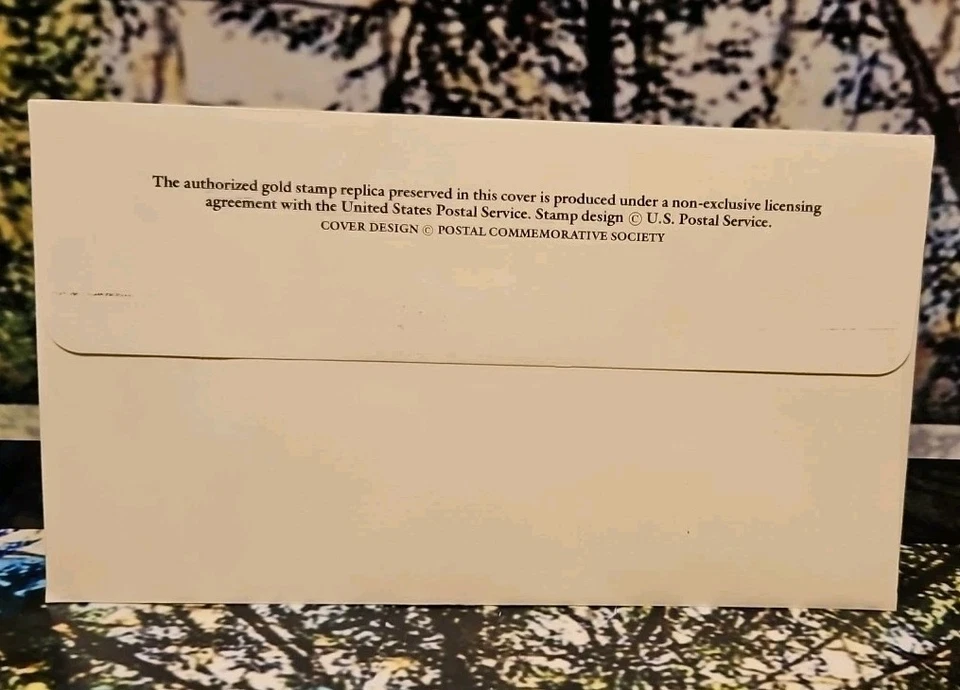 The authorized gold stamp replica preserved in this cover is produced under a non-exclusive licensing
agreement with the United States Postal Service. Stamp design © U.S. Postal Service.
COVER DESIGN © POSTAL COMMEMORATIVE SOCIETY